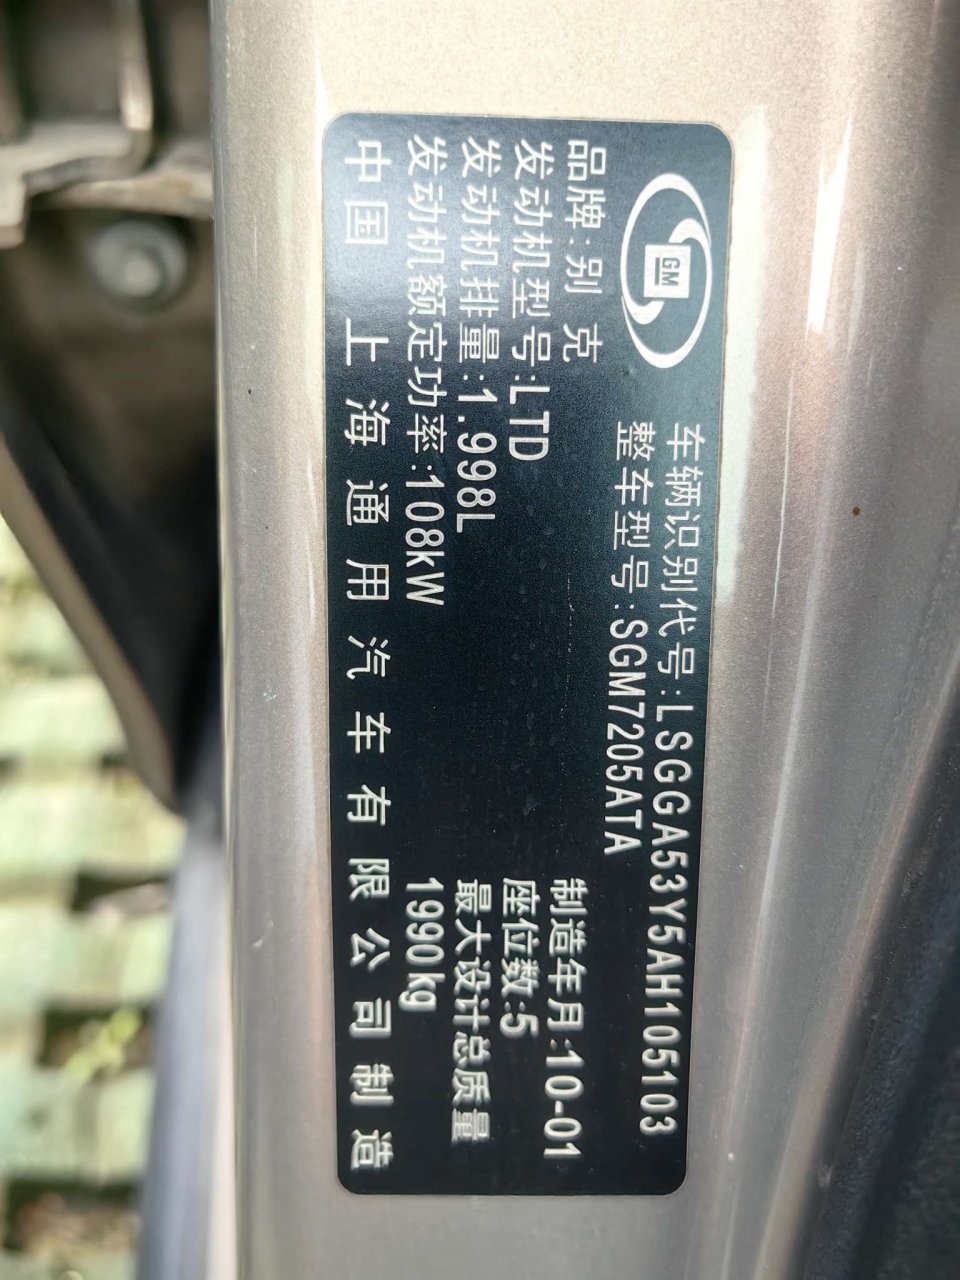 GM
车辆识别代号:LSGGA53Y5AH105103
整车型号:SGM7205ATA
品牌:别 克
发动机型号:LTD
发动机排量:1.998L
发动机额定功率:108kW
制造年月:10-01
座位数:5
最大设计总质量
1990kg
中国 上海通用汽车有限公司制造